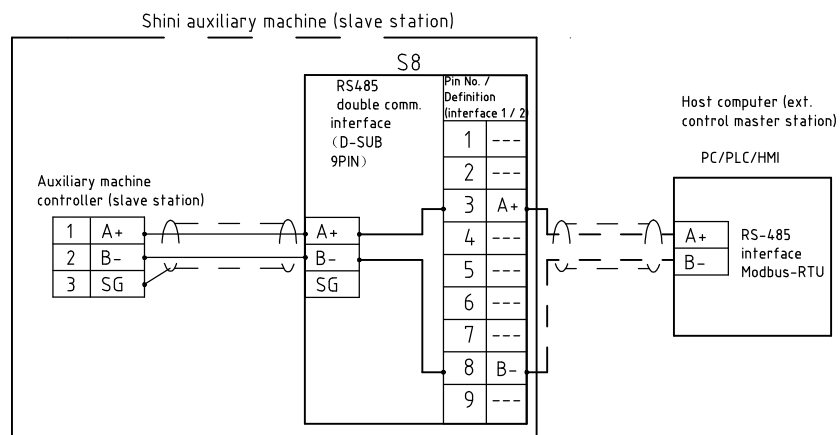 Shini auxiliary machine (slave station)
S8
RS485
double comm.
interface
(D-SUB
9PIN)
Pin No. /
Definition
(interface 1 / 2)
1 ---
2 ---
3 A+
4 ---
5 ---
6 ---
7 ---
8 B-
9 ---
Auxiliary machine
controller (slave station)
1 A+
2 B-
3 SG
A+
B-
SG
Host computer (ext.
control master station)
PC/PLC/HMI
A+
B-
RS-485
interface
Modbus-RTU